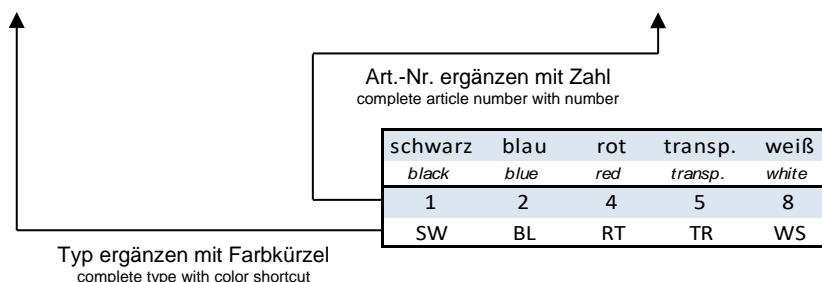 Art.-Nr. ergänzen mit Zahl
complete article number with number
schwarz blau rot transp. weiß
black blue red transp. white
1 2 4 5 8
SW BL RT TR WS
Typ ergänzen mit Farbkürzel
complete type with color shortcut